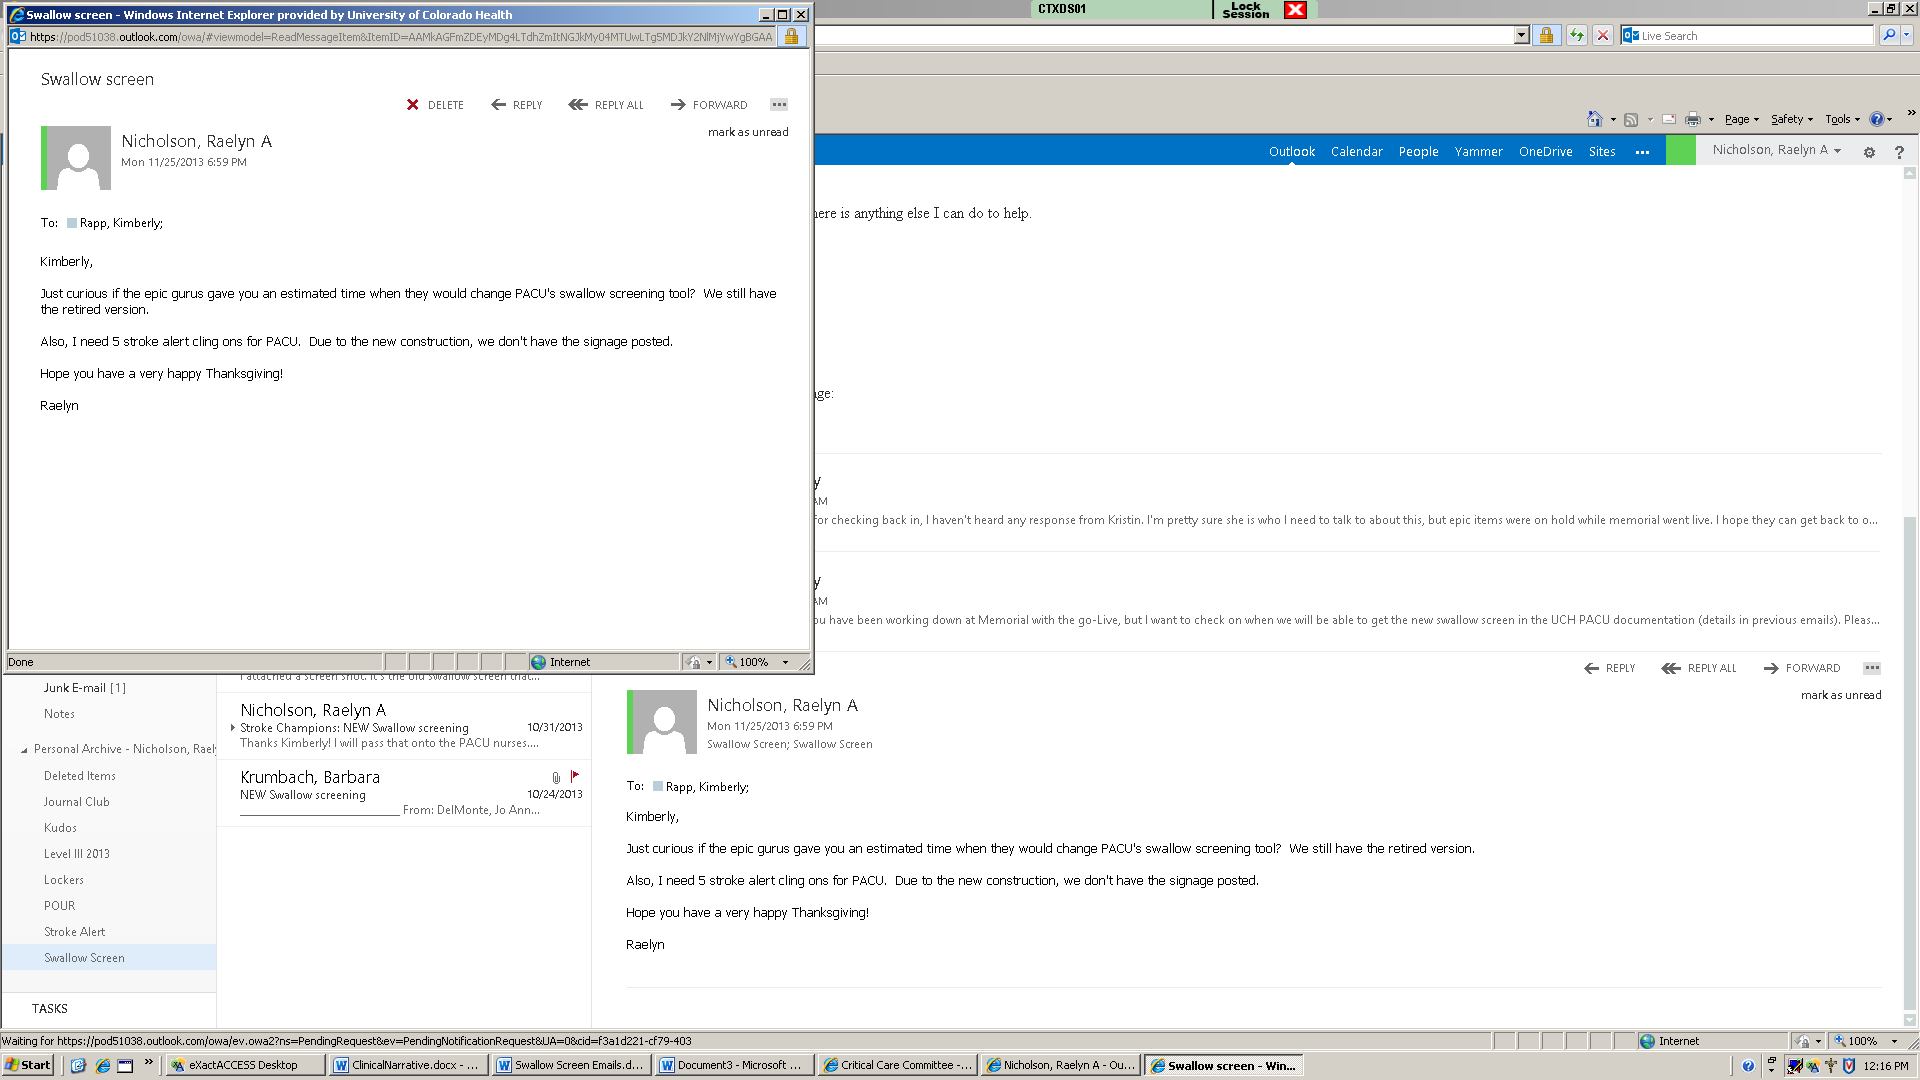 Swallow screen - Windows Internet Explorer provided by University of Colorado Health
https://pod51038.outlook.com/owa/#viewmodel=ReadMessageItem&ItemID=AAMkAGFmZDEyMDg4LTdhZmItNGJkMy04MTUwLTg5MDJkY2NlMjYwYgBGAA
Swallow screen
DELETE REPLY REPLY ALL FORWARD
mark as unread
Nicholson, Raelyn A
Mon 11/25/2013 6:59 PM
To: Rapp, Kimberly;
Kimberly,
Just curious if the epic gurus gave you an estimated time when they would change PACU's swallow screening tool? We still have
the retired version.
Also, I need 5 stroke alert cling ons for PACU. Due to the new construction, we don't have the signage posted.
Hope you have a very happy Thanksgiving!
Raelyn
Done Internet 100%
CTXDS01 Lock Session
Live Search
Page Safety Tools
Outlook Calendar People Yammer OneDrive Sites ... Nicholson, Raelyn A ?
here is anything else I can do to help.
age:
y
AM
for checking back in, I haven't heard any response from Kristin. I'm pretty sure she is who I need to talk to about this, but epic items were on hold while memorial went live. I hope they can get back to o...
y
AM
ou have been working down at Memorial with the go-Live, but I want to check on when we will be able to get the new swallow screen in the UCH PACU documentation (details in previous emails). Pleas...
REPLY REPLY ALL FORWARD
mark as unread
Nicholson, Raelyn A
Mon 11/25/2013 6:59 PM
Swallow Screen; Swallow Screen
To: Rapp, Kimberly;
Kimberly,
Just curious if the epic gurus gave you an estimated time when they would change PACU's swallow screening tool? We still have the retired version.
Also, I need 5 stroke alert cling ons for PACU. Due to the new construction, we don't have the signage posted.
Hope you have a very happy Thanksgiving!
Raelyn
Junk E-mail [1]
Notes
Personal Archive - Nicholson, Rael
Deleted Items
Journal Club
Kudos
Level III 2013
Lockers
POUR
Stroke Alert
Swallow Screen
TASKS
I attached a screen shot. It's the old swallow screen that...
Nicholson, Raelyn A
Stroke Champions: NEW Swallow screening 10/31/2013
Thanks Kimberly! I will pass that onto the PACU nurses....
Krumbach, Barbara
NEW Swallow screening 10/24/2013
________________________ From: DelMonte, Jo Ann...
Waiting for https://pod51038.outlook.com/owa/ev.owa2?ns=PendingRequest&ev=PendingNotificationRequest&UA=0&cid=f3a1d221-cf79-403
Internet 100%
Start » eXactACCESS Desktop ClinicalNarrative.docx - ... Swallow Screen Emails.d... Document3 - Microsoft ... Critical Care Committee -... Nicholson, Raelyn A - Ou... Swallow screen - Win... 12:16 PM